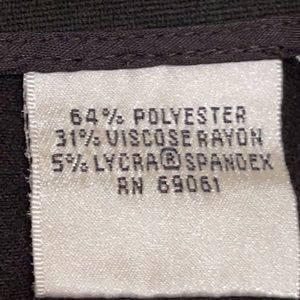 64% POLYESTER
31% VISCOSE RAYON
5% LYCRA® SPANDEX
RN 69061